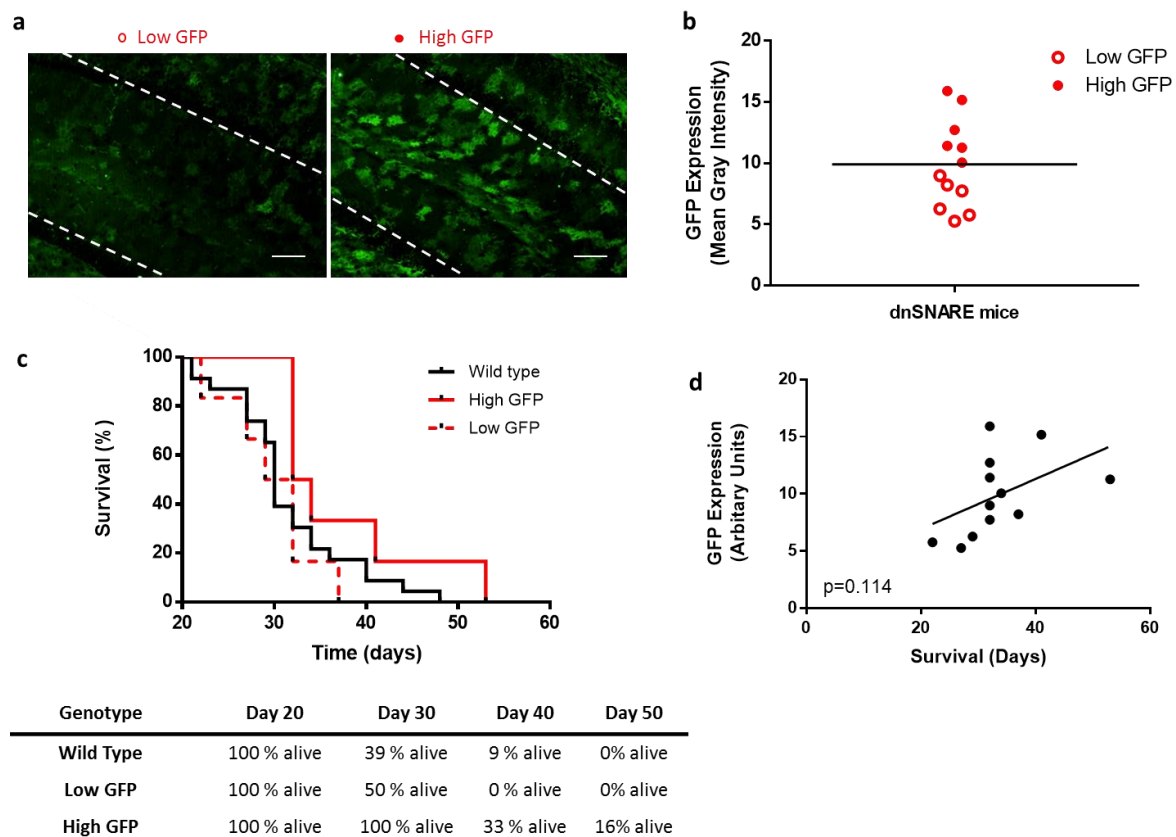 a
Low GFP
High GFP
b
20
15
10
5
0
GFP Expression
(Mean Gray Intensity)
Low GFP
High GFP
dnSNARE mice
c
100
80
60
40
20
0
Survival (%)
20
30
40
50
60
Time (days)
Wild type
High GFP
Low GFP
d
20
15
10
5
0
GFP Expression
(Arbitary Units)
p=0.114
0
20
40
60
Survival (Days)
Genotype Day 20 Day 30 Day 40 Day 50
Wild Type 100 % alive 39 % alive 9 % alive 0% alive
Low GFP 100 % alive 50 % alive 0 % alive 0% alive
High GFP 100 % alive 100 % alive 33 % alive 16% alive